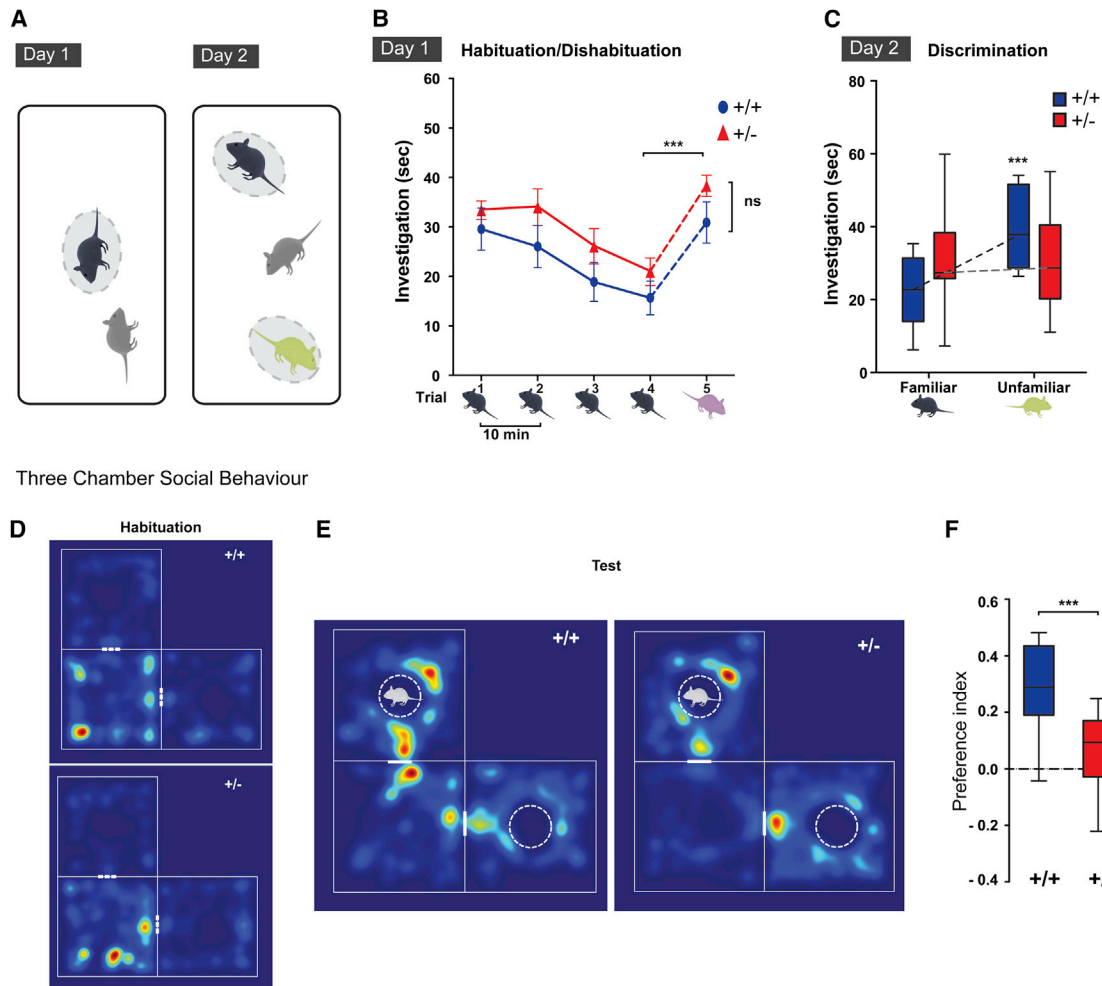 A
Day 1
Day 2
B
Day 1 Habituation/Dishabituation
60
50
40
30
20
10
0
Investigation (sec)
+/+
+/-
***
ns
Trial 1 2 3 4 5
10 min
C
Day 2 Discrimination
80
60
40
20
0
Investigation (sec)
+/+
+/-
***
Familiar Unfamiliar
Three Chamber Social Behaviour
D
Habituation
+/+
+/-
E
Test
+/+
+/-
F
0.6
0.4
0.2
0.0
- 0.2
- 0.4
Preference index
***
+/+ +/